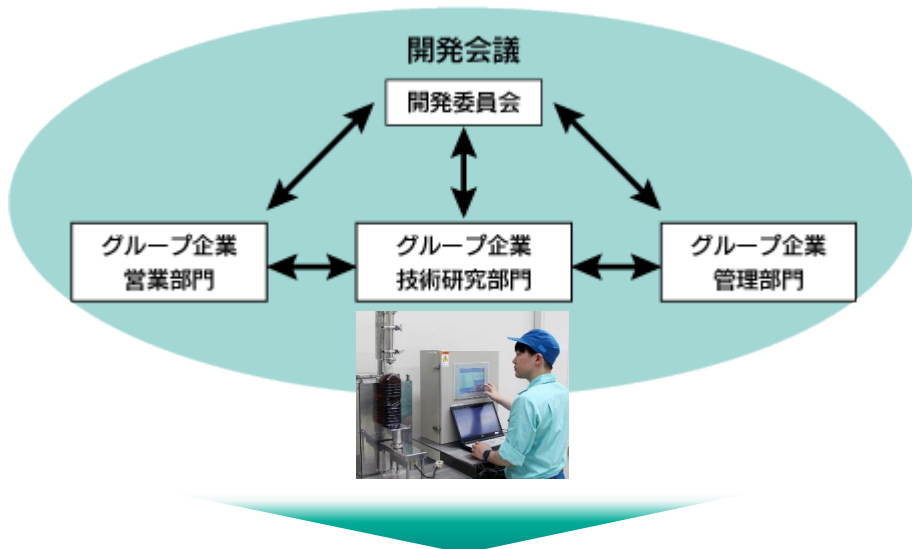 開発会議
開発委員会
グループ企業
営業部門
グループ企業
技術研究部門
グループ企業
管理部門